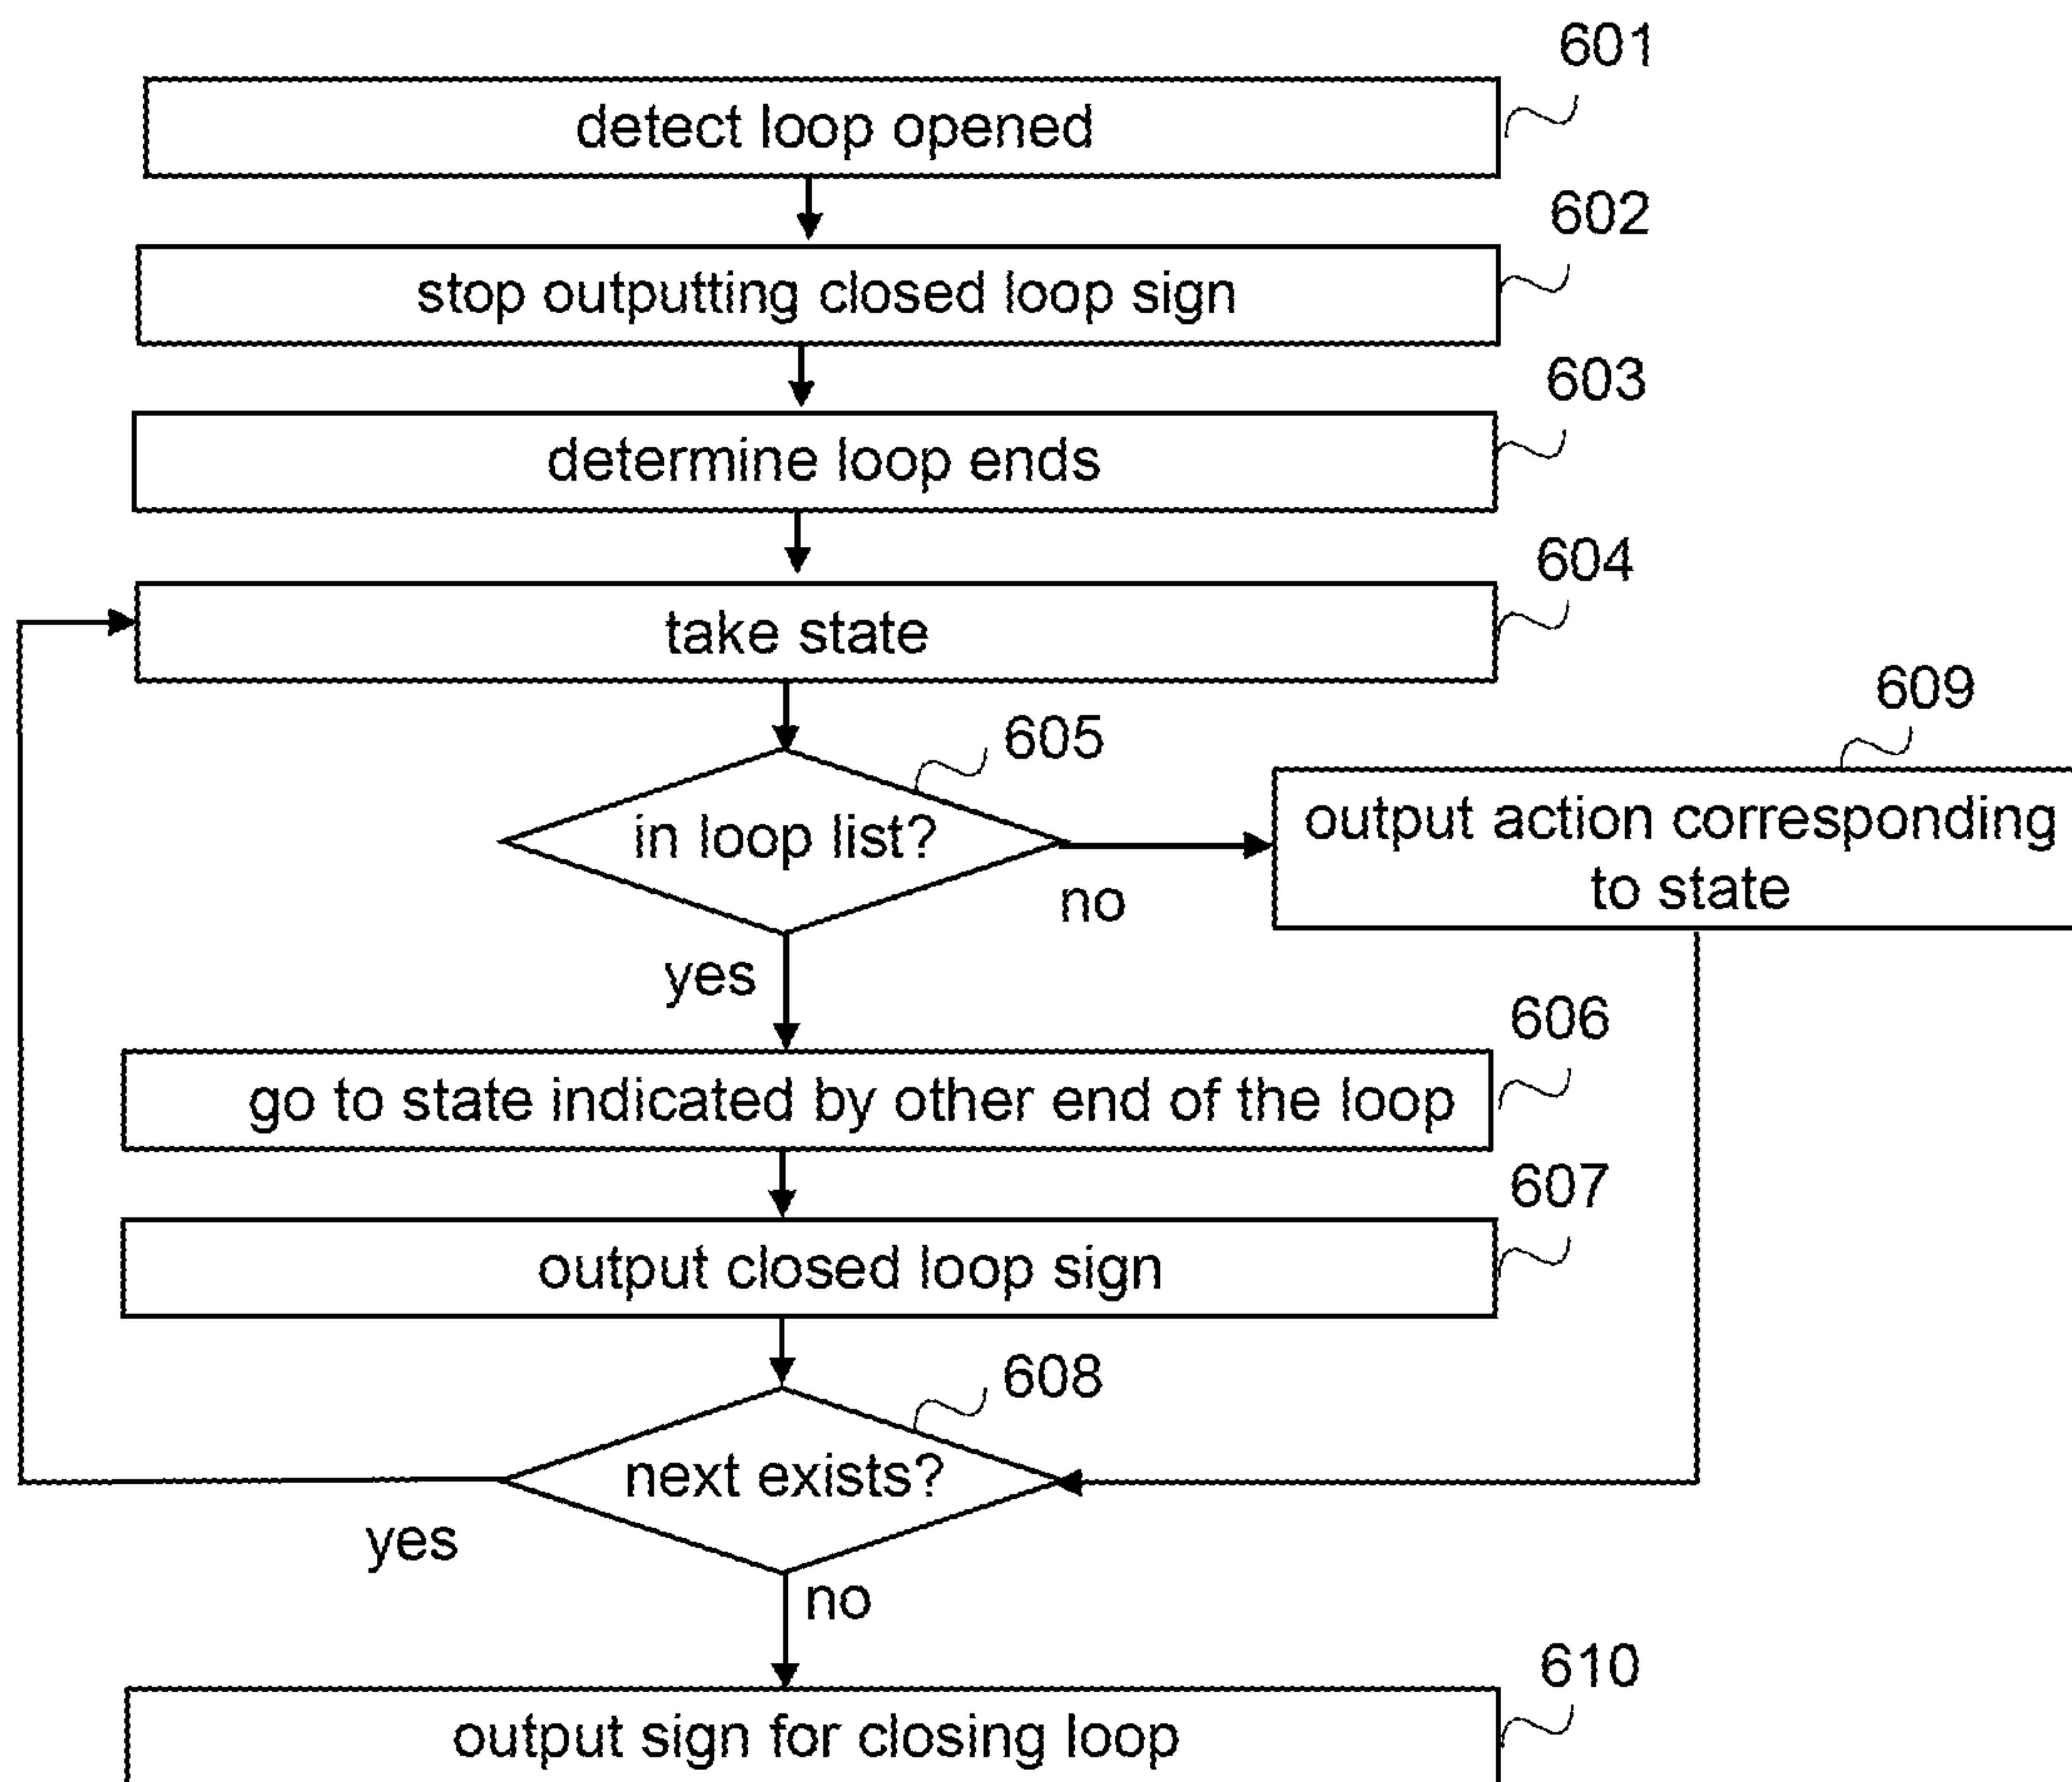 601
detect loop opened
602
stop outputting closed loop sign
603
determine loop ends
604
take state
605
in loop list?
no
yes
609
output action corresponding
to state
606
go to state indicated by other end of the loop
607
output closed loop sign
608
next exists?
yes
no
610
output sign for closing loop